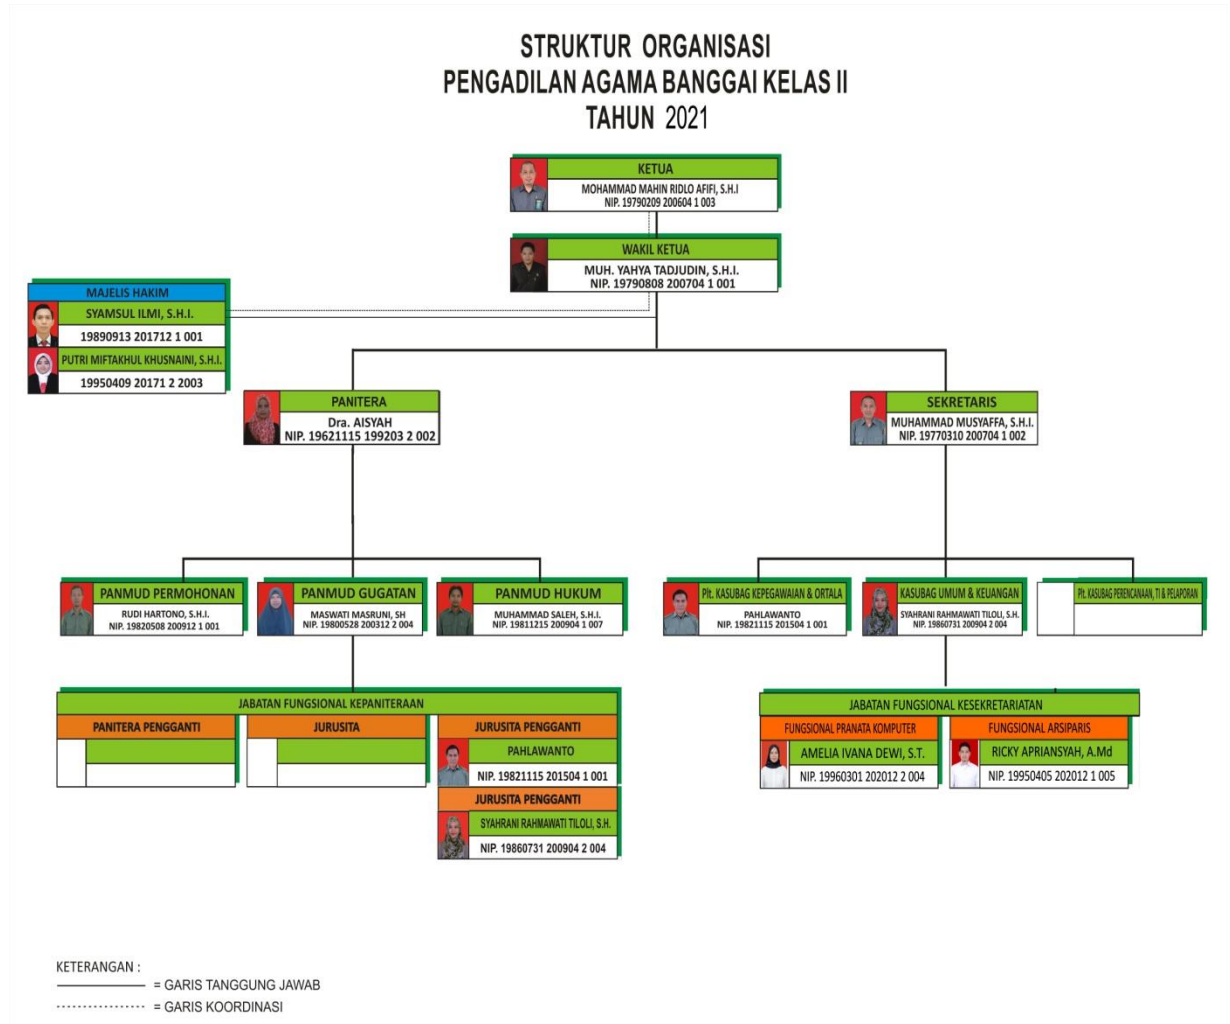 STRUKTUR ORGANISASI
PENGADILAN AGAMA BANGGAI KELAS II
TAHUN 2021
KETUA
MOHAMMAD MAHIN RIDLO AFIFI, S.H.I
NIP. 19790209 200604 1 003
WAKIL KETUA
MUH. YAHYA TADJUDIN, S.H.I.
NIP. 19790808 200704 1 001
MAJELIS HAKIM
SYAMSUL ILMI, S.H.I.
19890913 201712 1 001
PUTRI MIFTAKHUL KHUSNAINI, S.H.I.
19950409 20171 2 2003
PANITERA
Dra. AISYAH
NIP. 19621115 199203 2 002
SEKRETARIS
MUHAMMAD MUSYAFFA, S.H.I.
NIP. 19770310 200704 1 002
PANMUD PERMOHONAN
RUDI HARTONO, S.H.I.
NIP. 19820508 200912 1 001
PANMUD GUGATAN
MASWATI MASRUNI, SH
NIP. 19800528 200312 2 004
PANMUD HUKUM
MUHAMMAD SALEH, S.H.I.
NIP. 19811215 200904 1 007
Plt. KASUBAG KEPEGAWAIAN & ORTALA
PAHLAWANTO
NIP. 19821115 201504 1 001
KASUBAG UMUM & KEUANGAN
SYAHRANI RAHMAWATI TILOLI, S.H.
NIP. 19860731 200904 2 004
Plt. KASUBAG PERENCANAAN, TI & PELAPORAN
JABATAN FUNGSIONAL KEPANITERAAN
PANITERA PENGGANTI
JURUSITA
JURUSITA PENGGANTI
PAHLAWANTO
NIP. 19821115 201504 1 001
JURUSITA PENGGANTI
SYAHRANI RAHMAWATI TILOLI, S.H.
NIP. 19860731 200904 2 004
JABATAN FUNGSIONAL KESEKRETARIATAN
FUNGSIONAL PRANATA KOMPUTER
AMELIA IVANA DEWI, S.T.
NIP. 19960301 202012 2 004
FUNGSIONAL ARSIPARIS
RICKY APRIANSYAH, A.Md
NIP. 19950405 202012 1 005
KETERANGAN :
= GARIS TANGGUNG JAWAB
= GARIS KOORDINASI